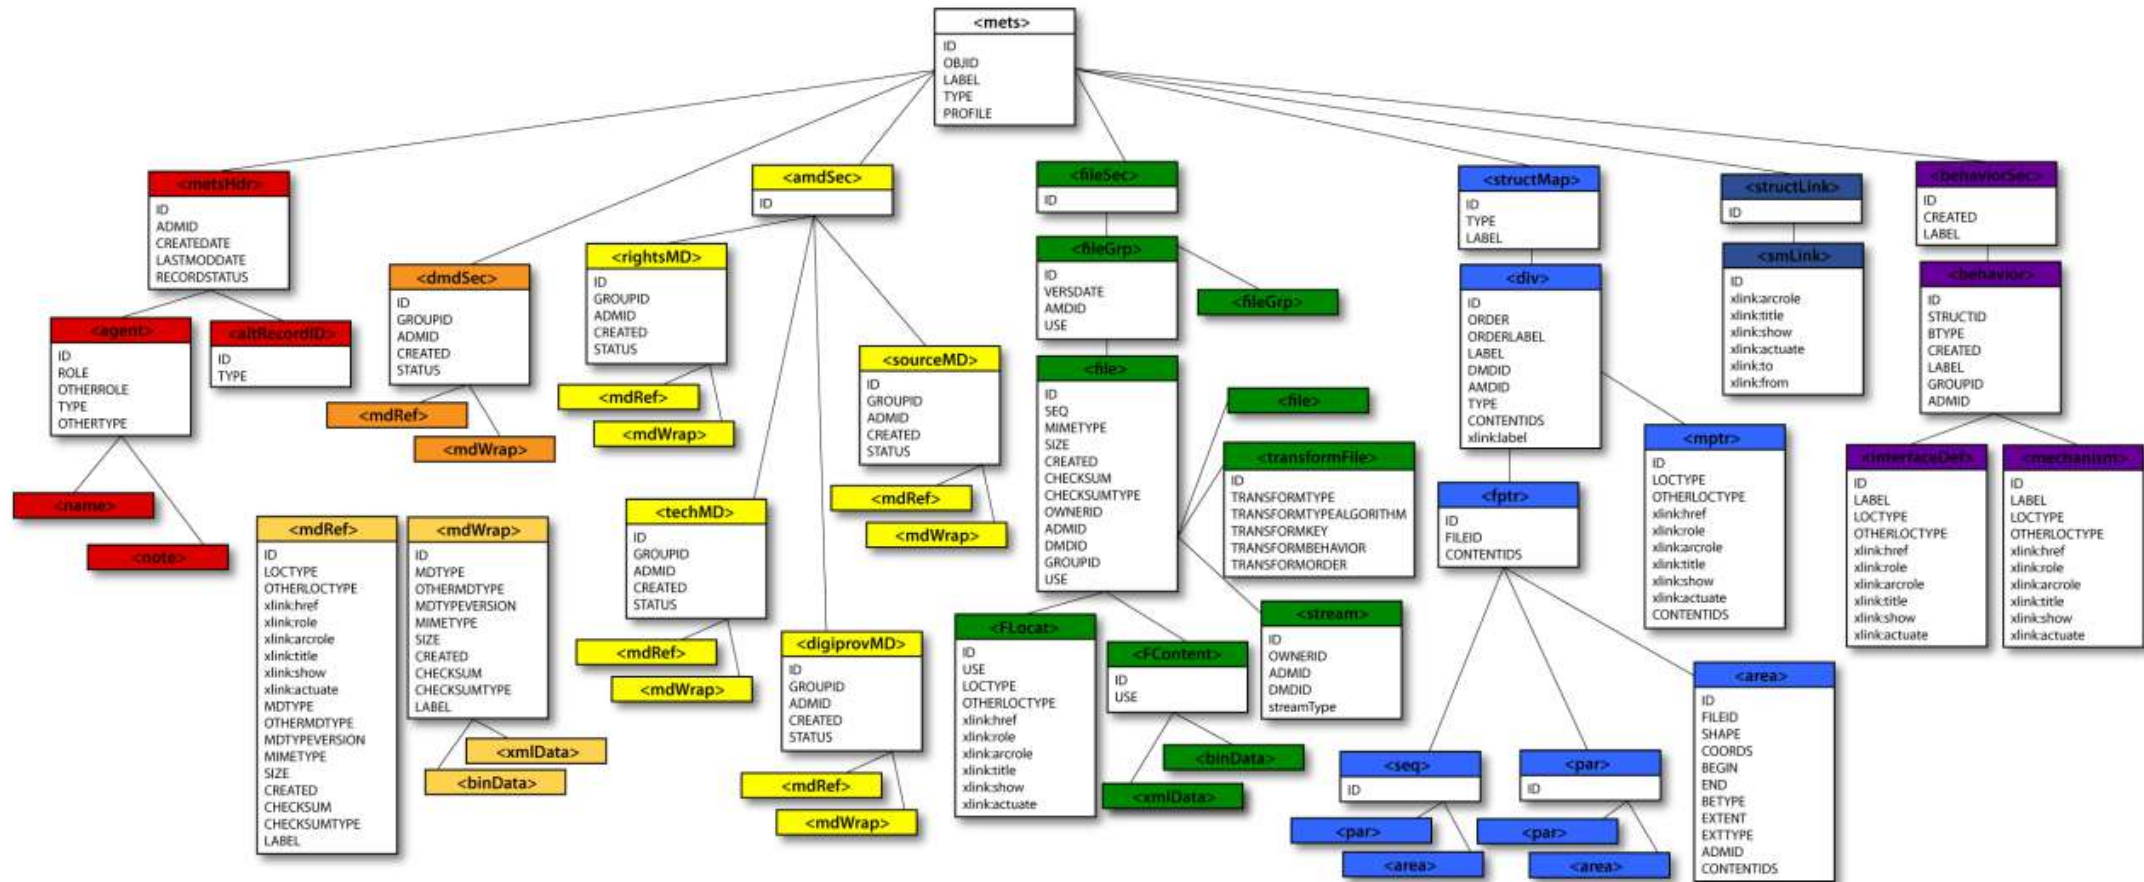 <mets>
ID
OBJID
LABEL
TYPE
PROFILE
<metsHdr>
ID
ADMID
CREATEDATE
LASTMODDATE
RECORDSTATUS
<agent>
ID
ROLE
OTHERROLE
TYPE
OTHERTYPE
<altRecordID>
ID
TYPE
<name>
<note>
<dmdSec>
ID
GROUPID
ADMID
CREATED
STATUS
<mdRef>
<mdWrap>
<mdRef>
ID
LOCTYPE
OTHERLOCTYPE
xlink:href
xlink:role
xlink:arcrole
xlink:title
xlink:show
xlink:actuate
MDTYPE
OTHERMDTYPE
MDTYPEVERSION
MIMETYPE
SIZE
CREATED
CHECKSUM
CHECKSUMTYPE
LABEL
<mdWrap>
ID
MDTYPE
OTHERMDTYPE
MDTYPEVERSION
MIMETYPE
SIZE
CREATED
CHECKSUM
CHECKSUMTYPE
LABEL
<xmlData>
<binData>
<amdSec>
ID
<rightsMD>
ID
GROUPID
ADMID
CREATED
STATUS
<mdRef>
<mdWrap>
<sourceMD>
ID
GROUPID
ADMID
CREATED
STATUS
<mdRef>
<mdWrap>
<techMD>
ID
GROUPID
ADMID
CREATED
STATUS
<mdRef>
<mdWrap>
<digiprovMD>
ID
GROUPID
ADMID
CREATED
STATUS
<mdRef>
<mdWrap>
<fileSec>
ID
<fileGrp>
ID
VERSDATE
AMDID
USE
<fileGrp>
<file>
ID
SEQ
MIMETYPE
SIZE
CREATED
CHECKSUM
CHECKSUMTYPE
OWNERID
ADMID
DMDID
GROUPID
USE
<file>
<transformFile>
ID
TRANSFORMTYPE
TRANSFORMTYPEALGORITHM
TRANSFORMKEY
TRANSFORMBEHAVIOR
TRANSFORMORDER
<stream>
ID
OWNERID
ADMID
DMDID
streamType
<FLocat>
ID
USE
LOCTYPE
OTHERLOCTYPE
xlink:href
xlink:role
xlink:arcrole
xlink:title
xlink:show
xlink:actuate
<FContent>
ID
USE
<binData>
<xmlData>
<structMap>
ID
TYPE
LABEL
<div>
ID
ORDER
ORDERLABEL
LABEL
DMDID
AMDID
TYPE
CONTENTIDS
xlink:label
<fptr>
ID
FILEID
CONTENTIDS
<mptr>
ID
LOCTYPE
OTHERLOCTYPE
xlink:href
xlink:role
xlink:arcrole
xlink:title
xlink:show
xlink:actuate
CONTENTIDS
<seq>
ID
<par>
<area>
<par>
ID
<par>
<area>
<area>
ID
FILEID
SHAPE
COORDS
BEGIN
END
BETYPE
EXTENT
EXTTYPE
ADMID
CONTENTIDS
<structLink>
ID
<smLink>
ID
xlink:arcrole
xlink:title
xlink:show
xlink:actuate
xlink:to
xlink:from
<behaviorSec>
ID
CREATED
LABEL
<behavior>
ID
STRUCTID
BTYPE
CREATED
LABEL
GROUPID
ADMID
<interfaceDef>
ID
LABEL
LOCTYPE
OTHERLOCTYPE
xlink:href
xlink:role
xlink:arcrole
xlink:title
xlink:show
xlink:actuate
<mechanism>
ID
LABEL
LOCTYPE
OTHERLOCTYPE
xlink:href
xlink:role
xlink:arcrole
xlink:title
xlink:show
xlink:actuate